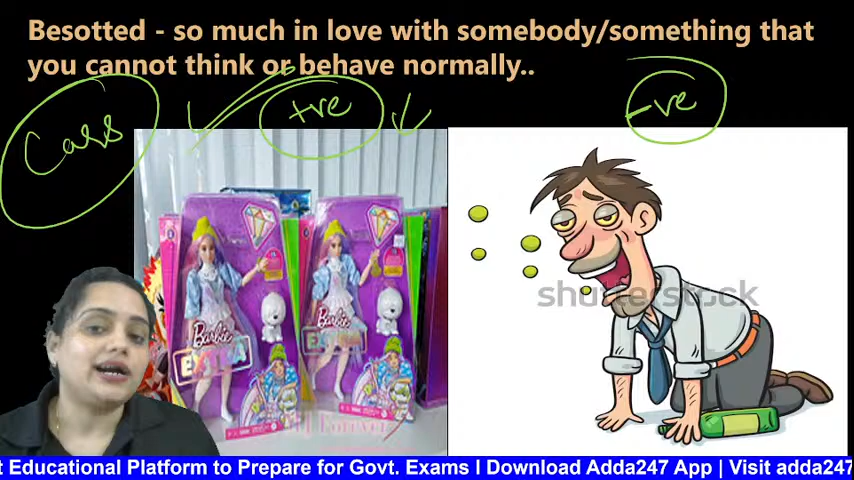 Besotted - so much in love with somebody/something that
you cannot think or behave normally..
Cars
+ve
-ve
Barbie
EXTRA
Barbie
EXTRA
shutterstock
Forever
t Educational Platform to Prepare for Govt. Exams I Download Adda247 App | Visit adda247